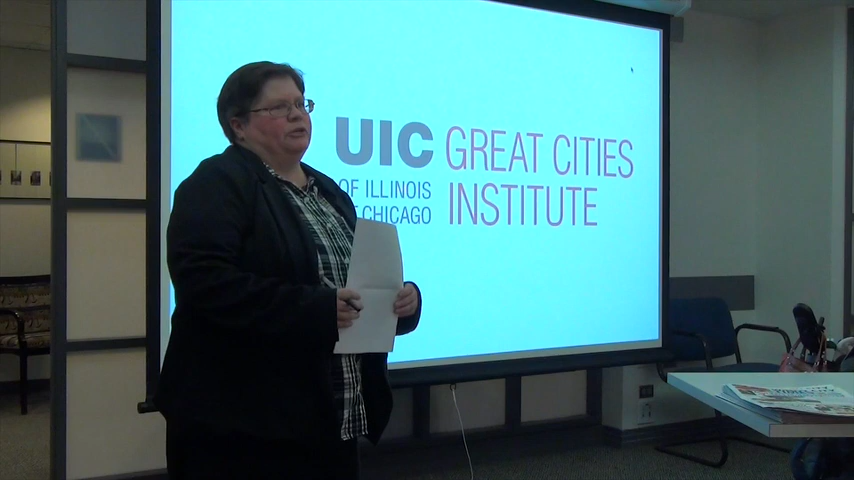 UIC
OF ILLINOIS
CHICAGO
GREAT CITIES
INSTITUTE